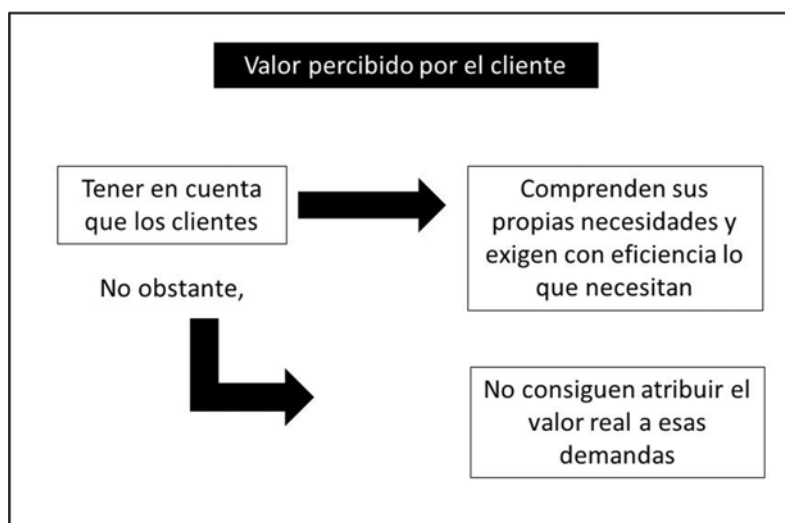 Valor percibido por el cliente
Tener en cuenta
que los clientes
Comprenden sus
propias necesidades y
exigen con eficiencia lo
que necesitan
No obstante,
No consiguen atribuir el
valor real a esas
demandas